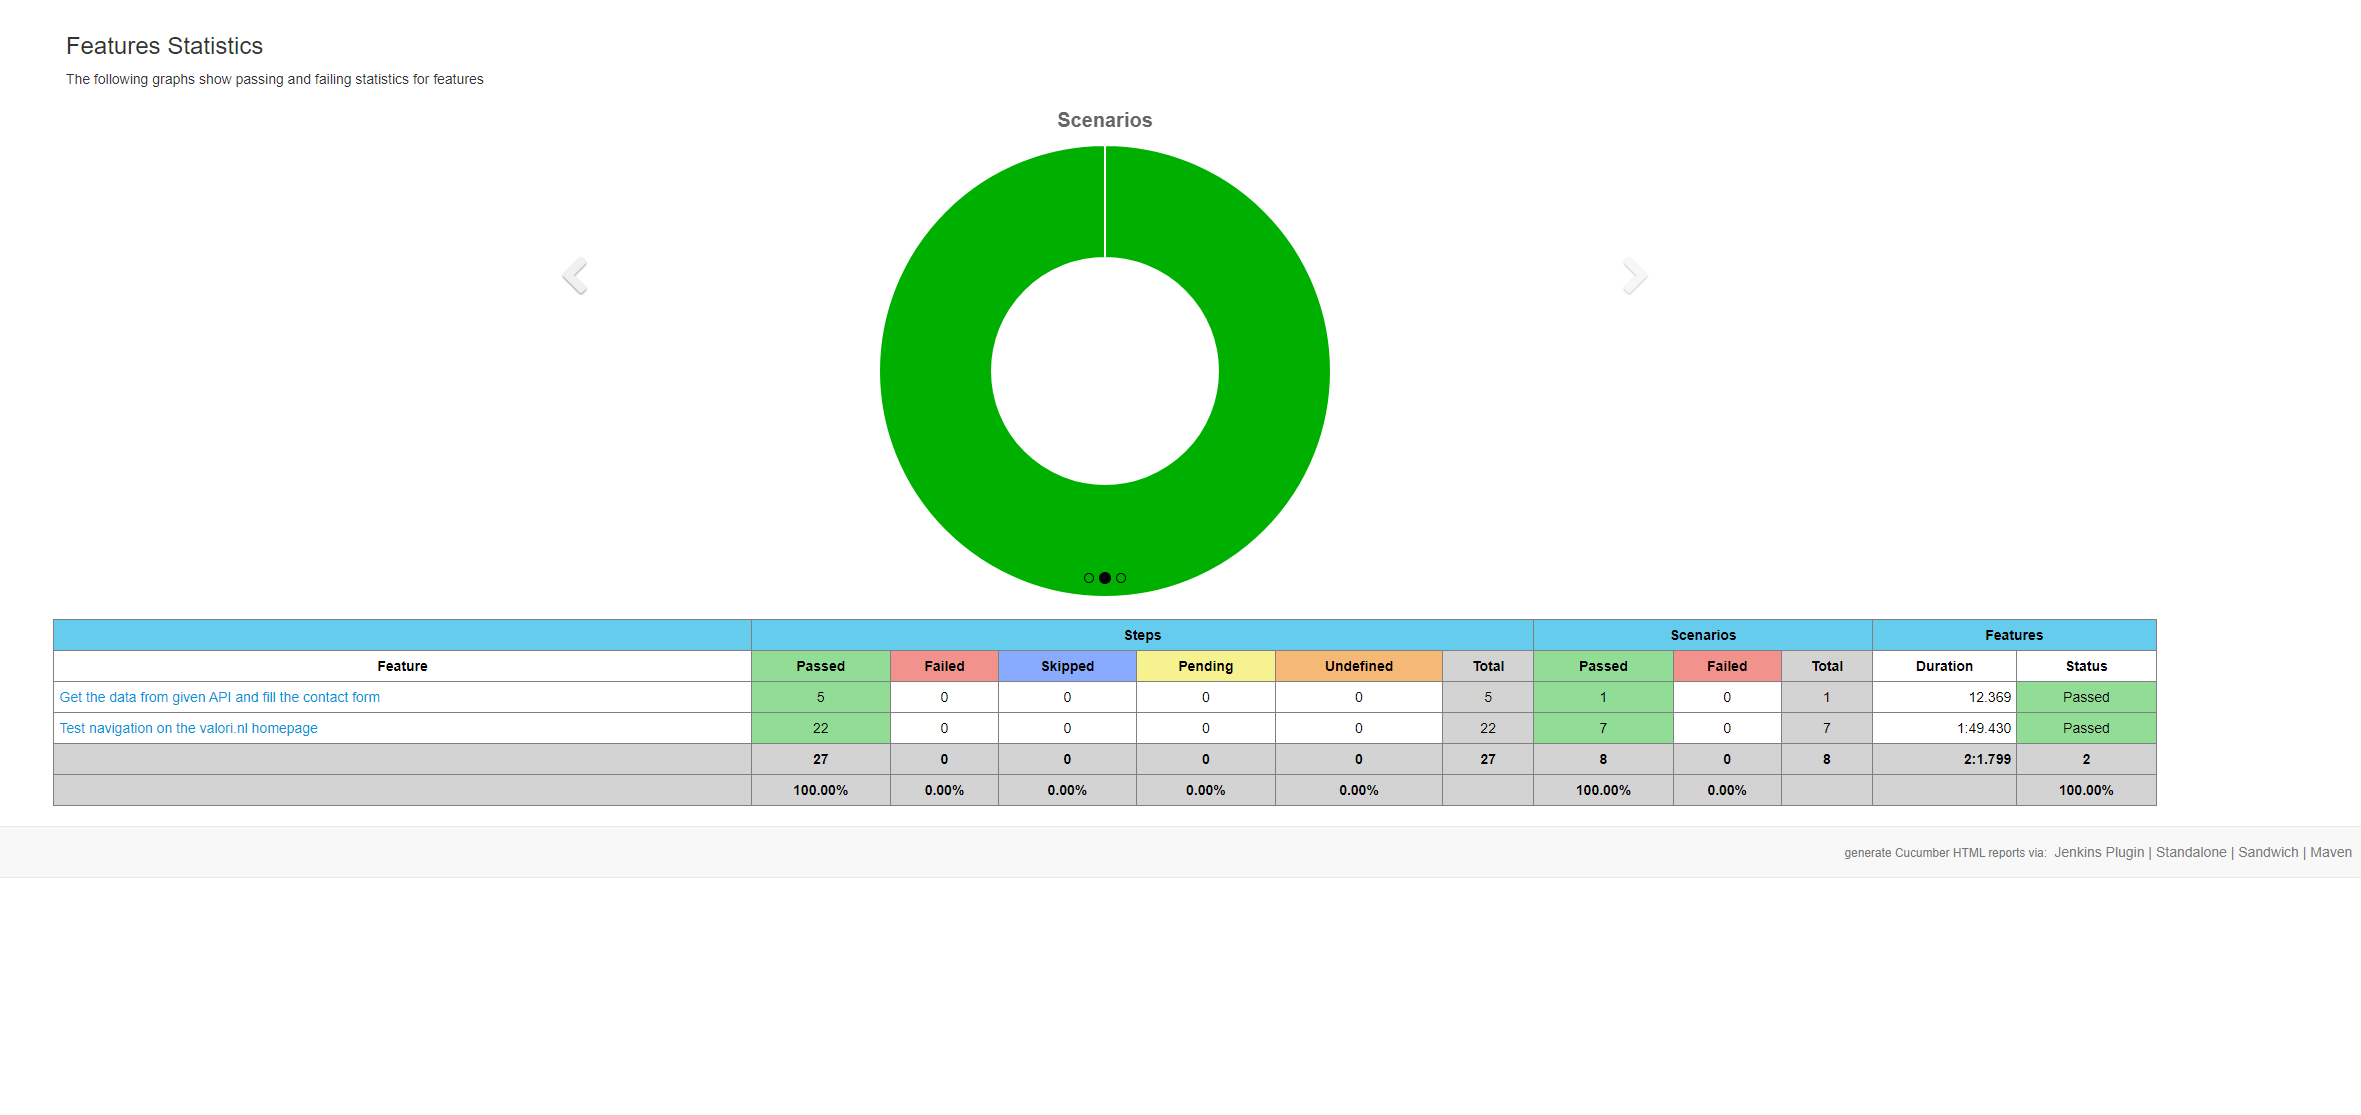 Features Statistics
The following graphs show passing and failing statistics for features
Scenarios
Steps Scenarios Features
Feature Passed Failed Skipped Pending Undefined Total Passed Failed Total Duration Status
Get the data from given API and fill the contact form 5 0 0 0 0 5 1 0 1 12.369 Passed
Test navigation on the valori.nl homepage 22 0 0 0 0 22 7 0 7 1:49.430 Passed
27 0 0 0 0 27 8 0 8 2:1.799 2
100.00% 0.00% 0.00% 0.00% 0.00% 100.00% 0.00% 100.00%
generate Cucumber HTML reports via: Jenkins Plugin | Standalone | Sandwich | Maven